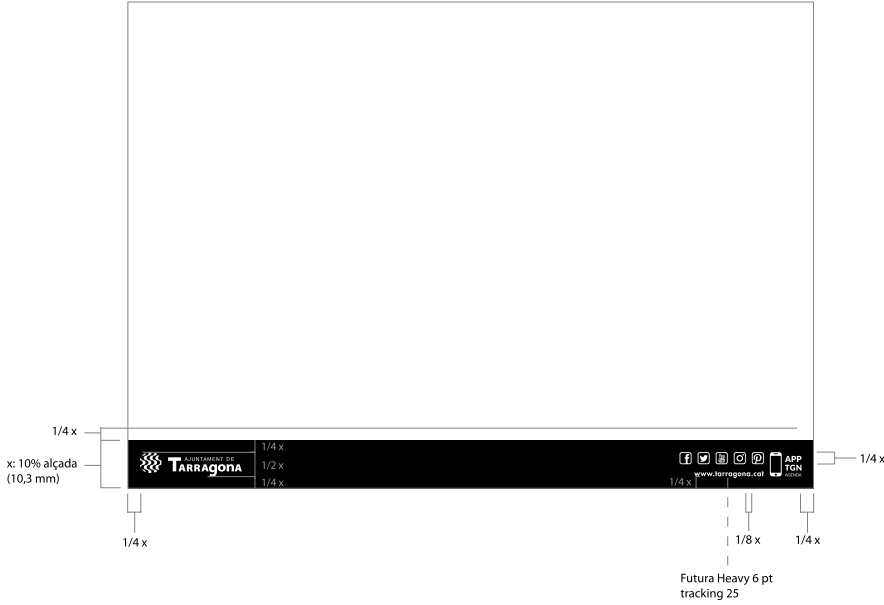 1/4 x
x: 10% alçada
(10,3 mm)
AJUNTAMENT DE
TARRAGONA
1/4 x
1/2 x
1/4 x
www.tarragona.cat
1/4 x
APP
TGN
AGENDA
1/4 x
1/4 x
1/8 x
1/4 x
Futura Heavy 6 pt
tracking 25